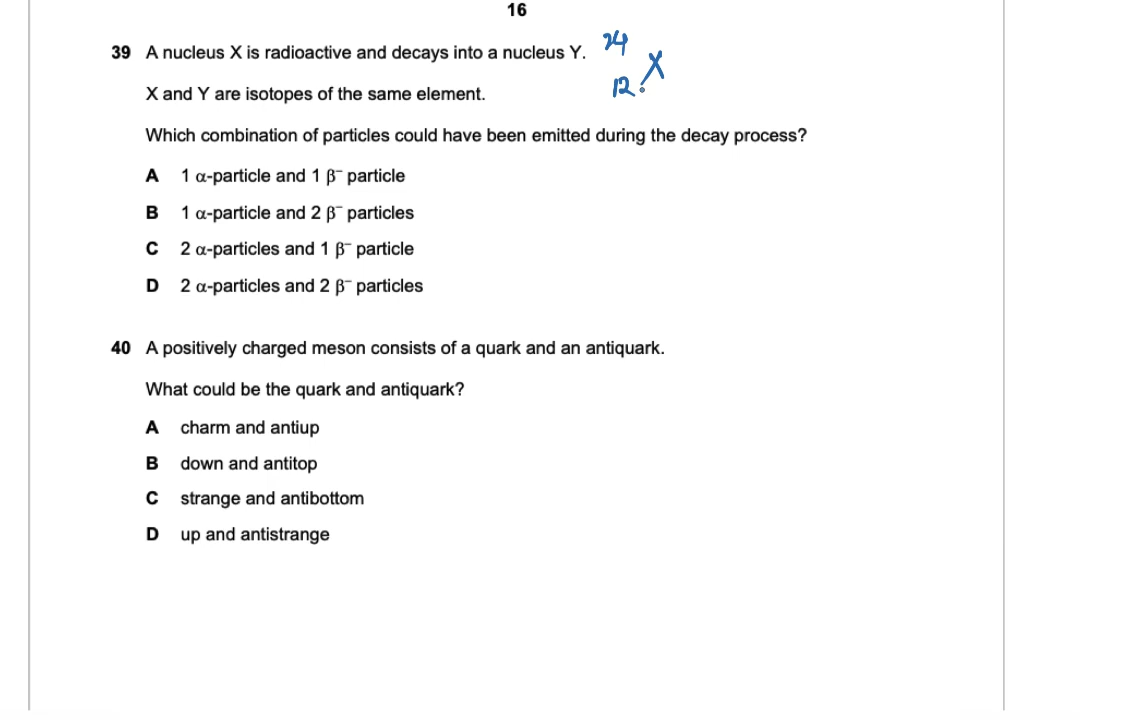 16
39 A nucleus X is radioactive and decays into a nucleus Y. 24
12 X
X and Y are isotopes of the same element.
Which combination of particles could have been emitted during the decay process?
A 1 α-particle and 1 β⁻ particle
B 1 α-particle and 2 β⁻ particles
C 2 α-particles and 1 β⁻ particle
D 2 α-particles and 2 β⁻ particles
40 A positively charged meson consists of a quark and an antiquark.
What could be the quark and antiquark?
A charm and antiup
B down and antitop
C strange and antibottom
D up and antistrange